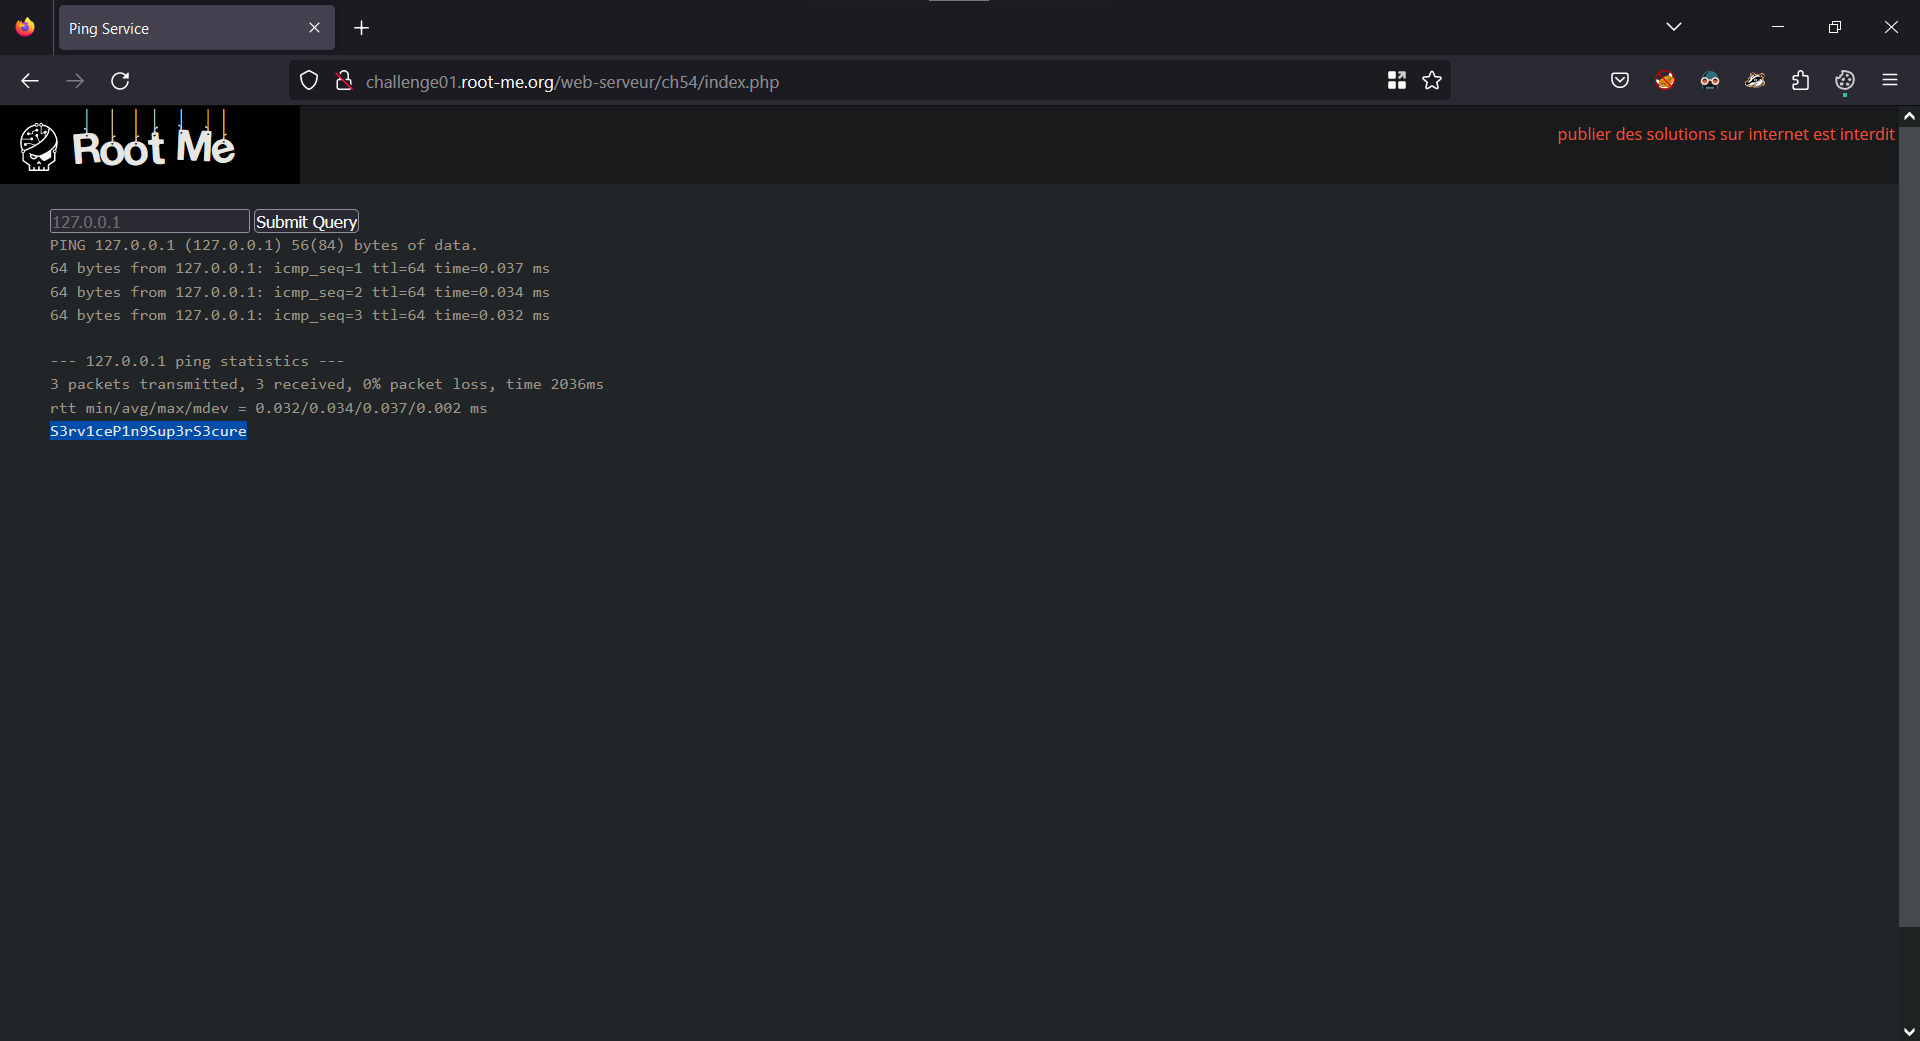 Ping Service
challenge01.root-me.org/web-serveur/ch54/index.php
Root Me
publier des solutions sur internet est interdit
127.0.0.1 Submit Query
PING 127.0.0.1 (127.0.0.1) 56(84) bytes of data.
64 bytes from 127.0.0.1: icmp_seq=1 ttl=64 time=0.037 ms
64 bytes from 127.0.0.1: icmp_seq=2 ttl=64 time=0.034 ms
64 bytes from 127.0.0.1: icmp_seq=3 ttl=64 time=0.032 ms
--- 127.0.0.1 ping statistics ---
3 packets transmitted, 3 received, 0% packet loss, time 2036ms
rtt min/avg/max/mdev = 0.032/0.034/0.037/0.002 ms
S3rv1ceP1n9Sup3rS3cure